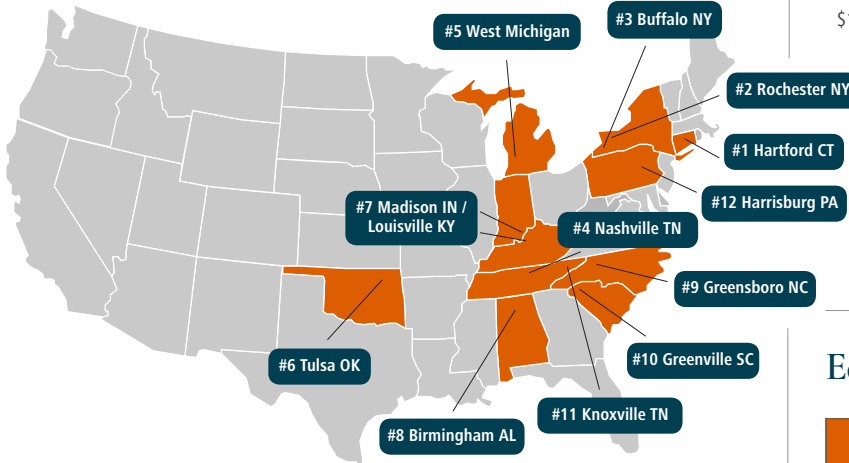 #3 Buffalo NY
#5 West Michigan
#2 Rochester NY
#1 Hartford CT
#12 Harrisburg PA
#7 Madison IN /
Louisville KY
#4 Nashville TN
#9 Greensboro NC
#10 Greenville SC
#6 Tulsa OK
#11 Knoxville TN
#8 Birmingham AL